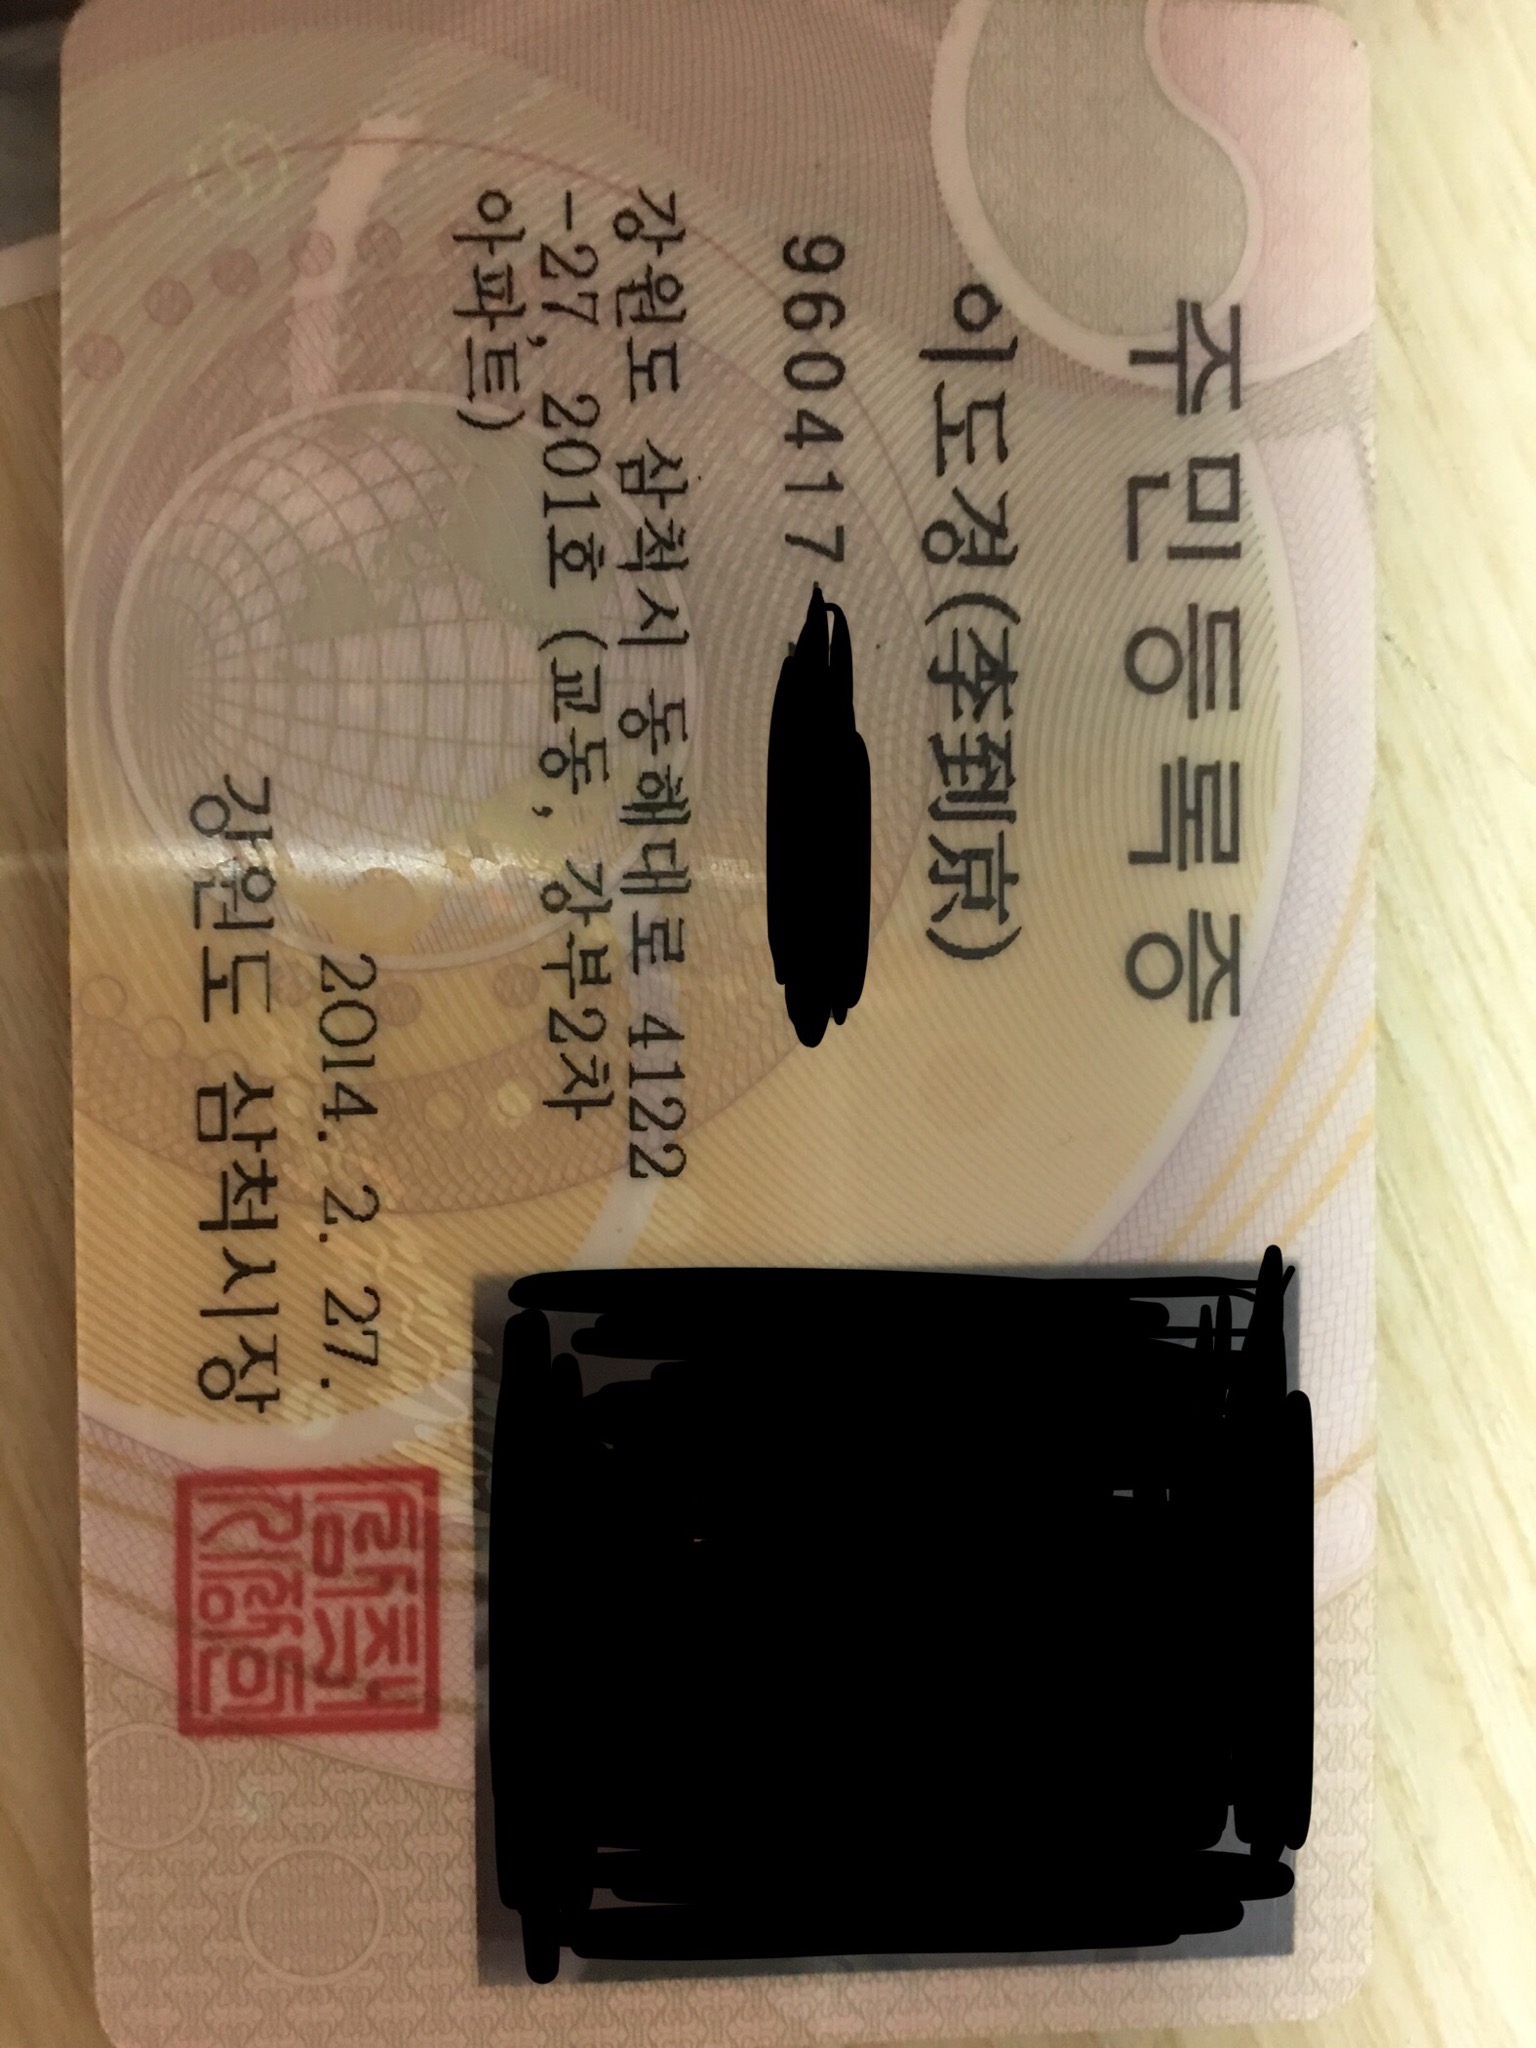 주민등록증
이도경(李到京)
960417
강원도 삼척시 동해대로 4122
-27, 201호 (교동, 강부2차
아파트)
2014. 2. 27.
강원도 삼척시장